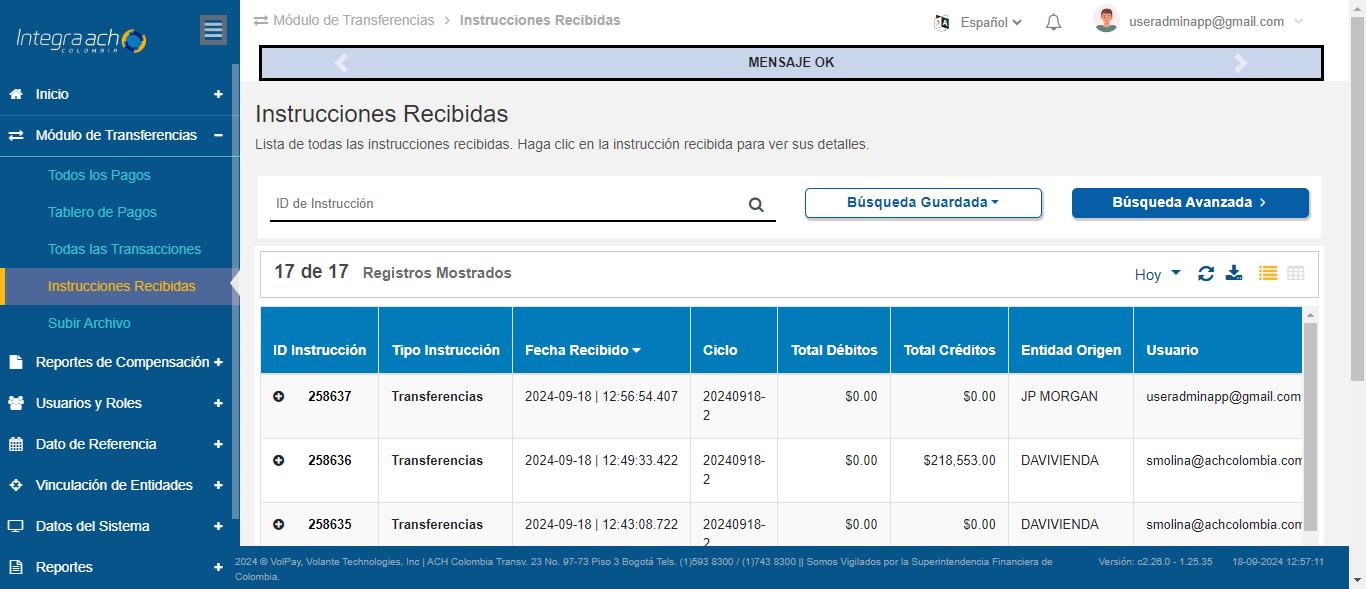 Integra ach
COLOMBIA
Inicio
Módulo de Transferencias
Todos los Pagos
Tablero de Pagos
Todas las Transacciones
Instrucciones Recibidas
Subir Archivo
Reportes de Compensación
Usuarios y Roles
Dato de Referencia
Vinculación de Entidades
Datos del Sistema
Reportes
Módulo de Transferencias > Instrucciones Recibidas
Español
useradminapp@gmail.com
MENSAJE OK
Instrucciones Recibidas
Lista de todas las instrucciones recibidas. Haga clic en la instrucción recibida para ver sus detalles.
ID de Instrucción
Búsqueda Guardada
Búsqueda Avanzada >
17 de 17 Registros Mostrados
Hoy
ID Instrucción Tipo Instrucción Fecha Recibido Ciclo Total Débitos Total Créditos Entidad Origen Usuario
258637 Transferencias 2024-09-18 | 12:56:54.407 20240918-2 $0.00 $0.00 JP MORGAN useradminapp@gmail.com
258636 Transferencias 2024-09-18 | 12:49:33.422 20240918-2 $0.00 $218,553.00 DAVIVIENDA smolina@achcolombia.com
258635 Transferencias 2024-09-18 | 12:43:08.722 20240918-2 $0.00 $0.00 DAVIVIENDA smolina@achcolombia.com
2024 © VolPay, Volante Technologies, Inc | ACH Colombia Transv. 23 No. 97-73 Piso 3 Bogotá Tels. (1)593 8300 / (1)743 8300 || Somos Vigilados por la Superintendencia Financiera de
Colombia.
Versión: c2.26.0 - 1.25.35 18-09-2024 12:57:11